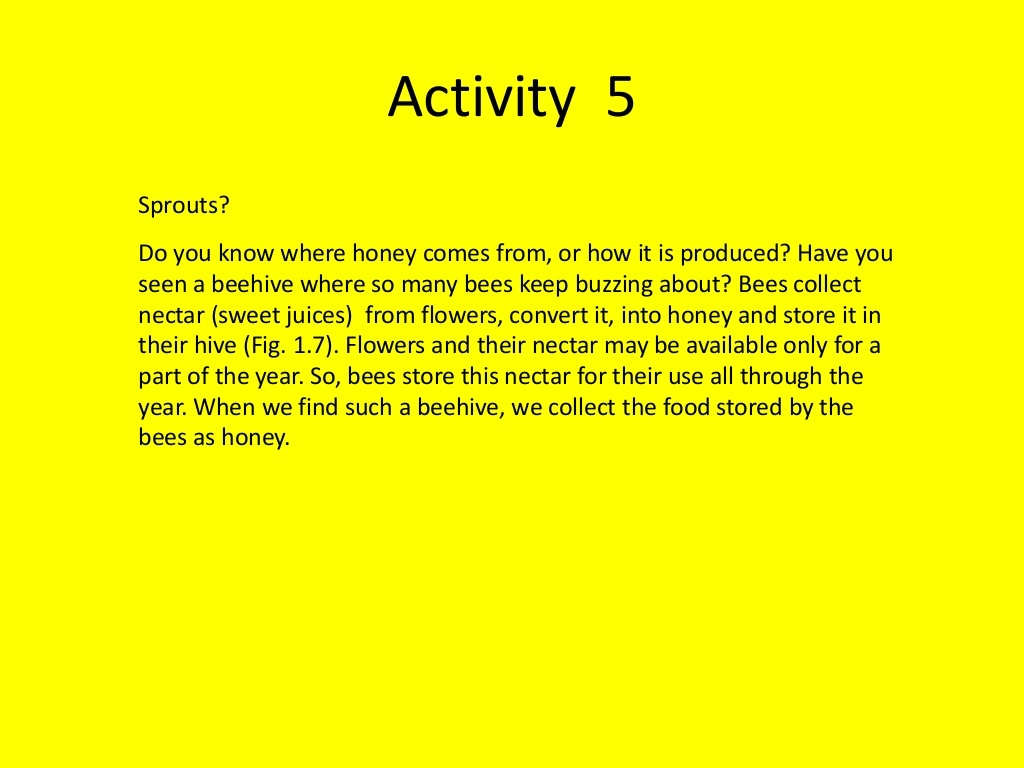 Activity  5
Sprouts?
Do you know where honey comes from, or how it is produced? Have you
seen a beehive where so many bees keep buzzing about? Bees collect
nectar (sweet juices)  from flowers, convert it, into honey and store it in
their hive (Fig. 1.7). Flowers and their nectar may be available only for a
part of the year. So, bees store this nectar for their use all through the
year. When we find such a beehive, we collect the food stored by the
bees as honey.